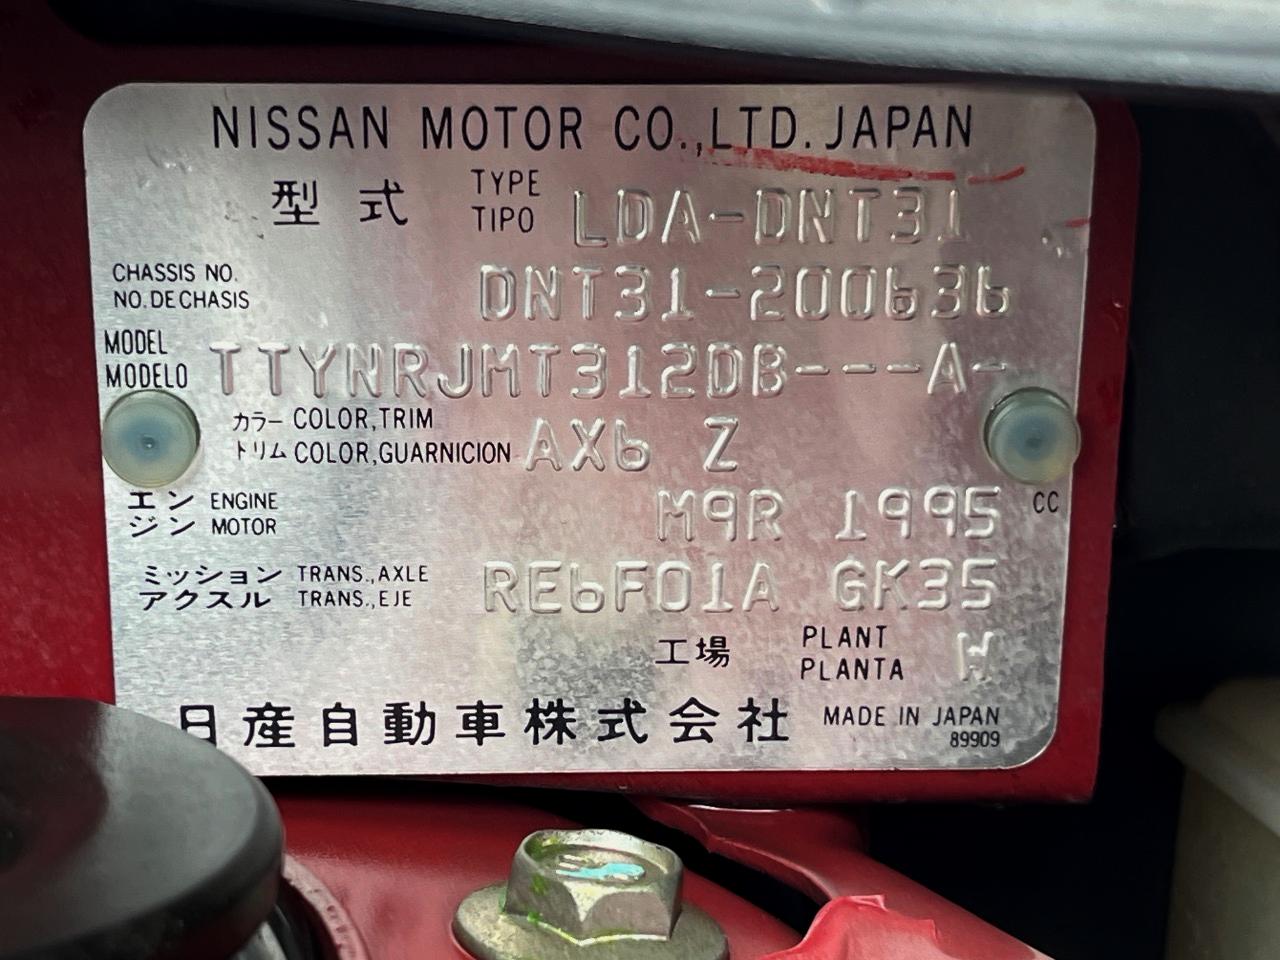 NISSAN MOTOR CO.,LTD.JAPAN
型式 TYPE TIPO LDA-DNT31
CHASSIS NO. NO.DE CHASIS DNT31-200636
MODEL MODELO TTYNRJMT312DB---A-
カラー COLOR,TRIM
トリム COLOR,GUARNICION AX6 Z
エンジン ENGINE MOTOR M9R 1995 CC
ミッション TRANS.,AXLE
アクスル TRANS.,EJE RE6F01A GK35
工場 PLANT PLANTA W
日産自動車株式会社 MADE IN JAPAN
89909